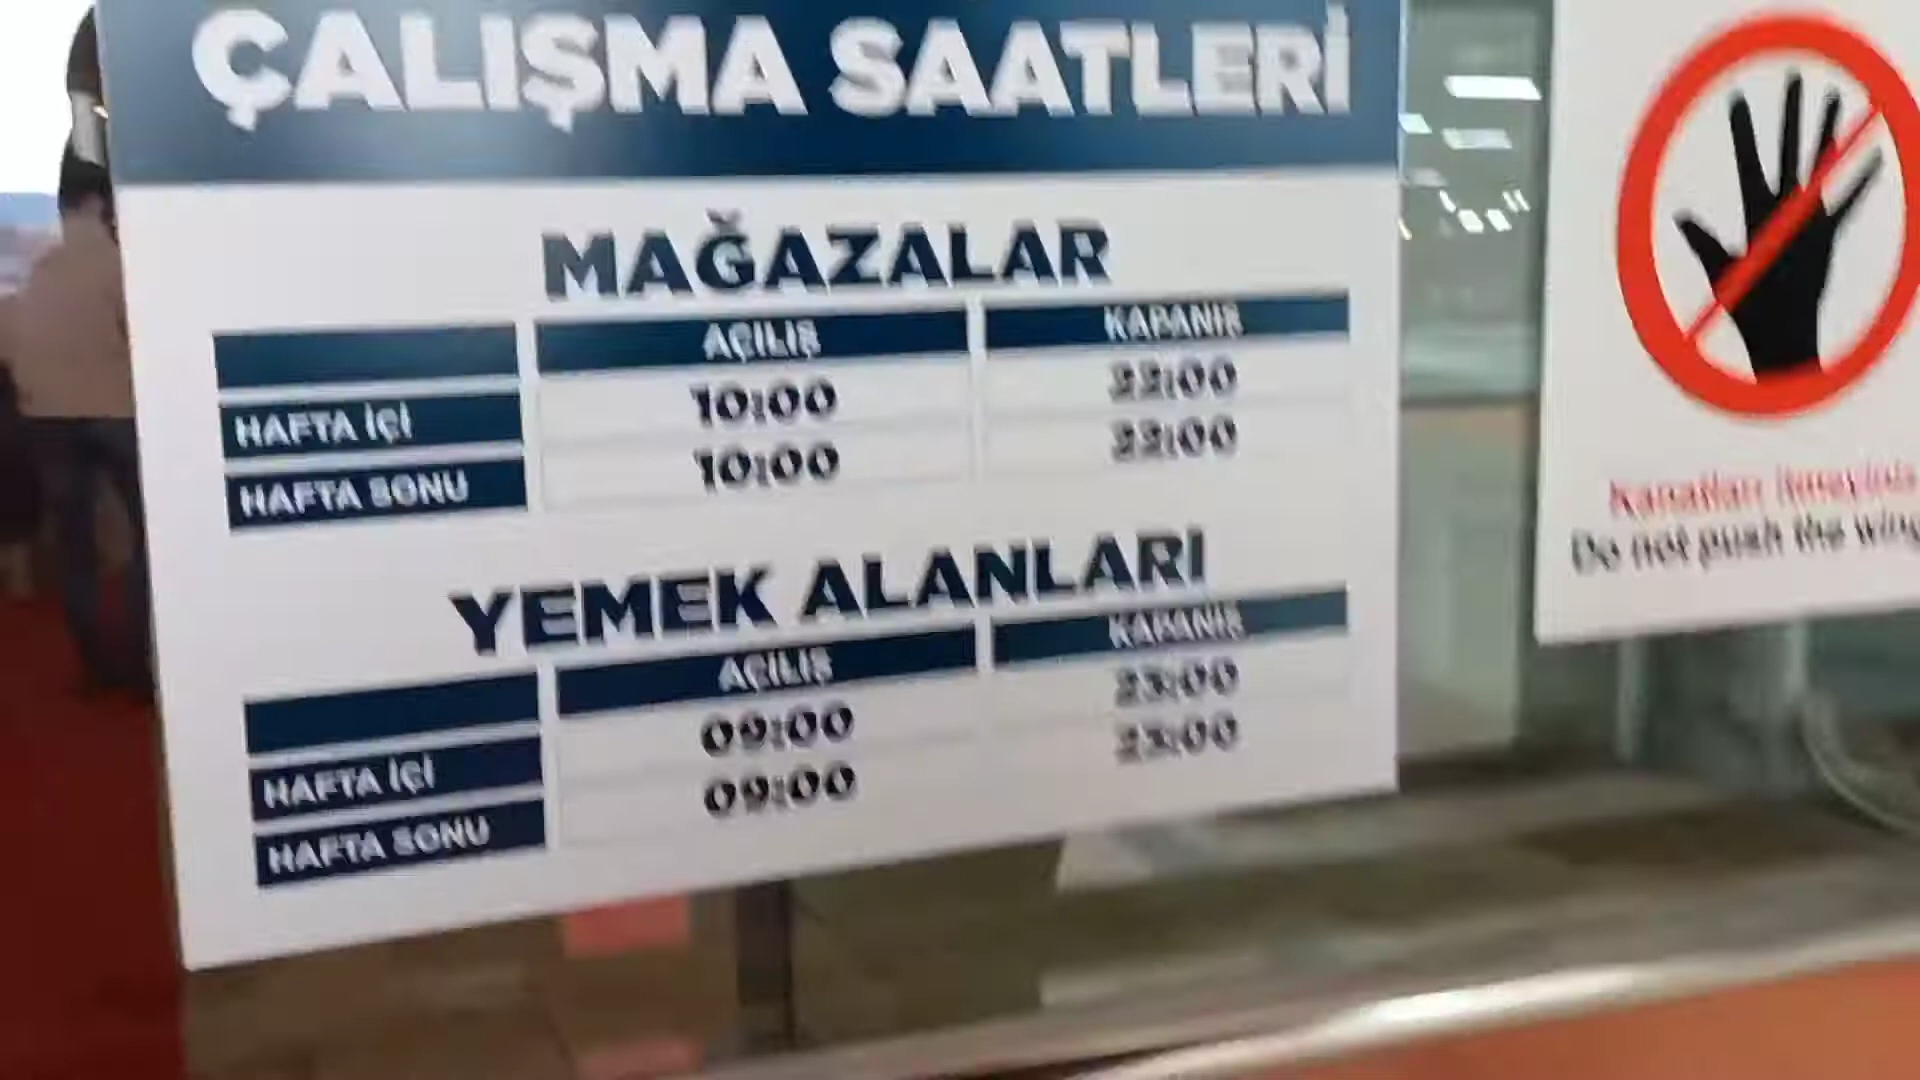 ÇALIŞMA SAATLERİ
MAĞAZALAR
AÇILIŞ KAPANIŞ
HAFTA İÇİ 10:00 22:00
HAFTA SONU 10:00 22:00
YEMEK ALANLARI
AÇILIŞ KAPANIŞ
HAFTA İÇİ 09:00 23:00
HAFTA SONU 09:00 23:00
Kanatları itmeyiniz
Do not push the wing